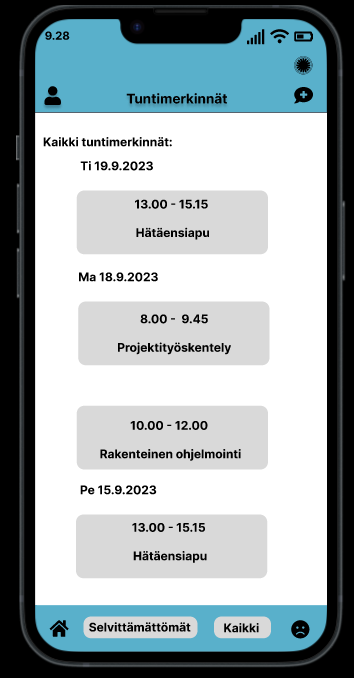 9.28
Tuntimerkinnät
Kaikki tuntimerkinnät:
Ti 19.9.2023
13.00 - 15.15
Hätäensiapu
Ma 18.9.2023
8.00 - 9.45
Projektityöskentely
10.00 - 12.00
Rakenteinen ohjelmointi
Pe 15.9.2023
13.00 - 15.15
Hätäensiapu
Selvittämättömät
Kaikki